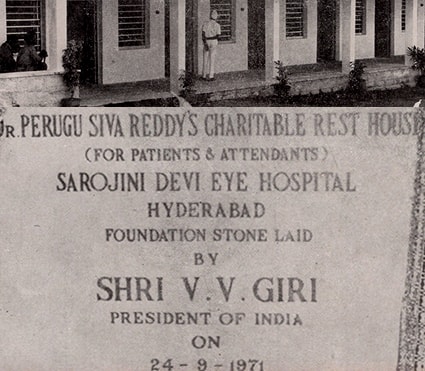 DR. PERUGU SIVA REDDY'S CHARITABLE REST HOUSE
(FOR PATIENTS & ATTENDANTS)
SAROJINI DEVI EYE HOSPITAL
HYDERABAD
FOUNDATION STONE LAID
BY
SHRI V.V. GIRI
PRESIDENT OF INDIA
ON
24-9-1971